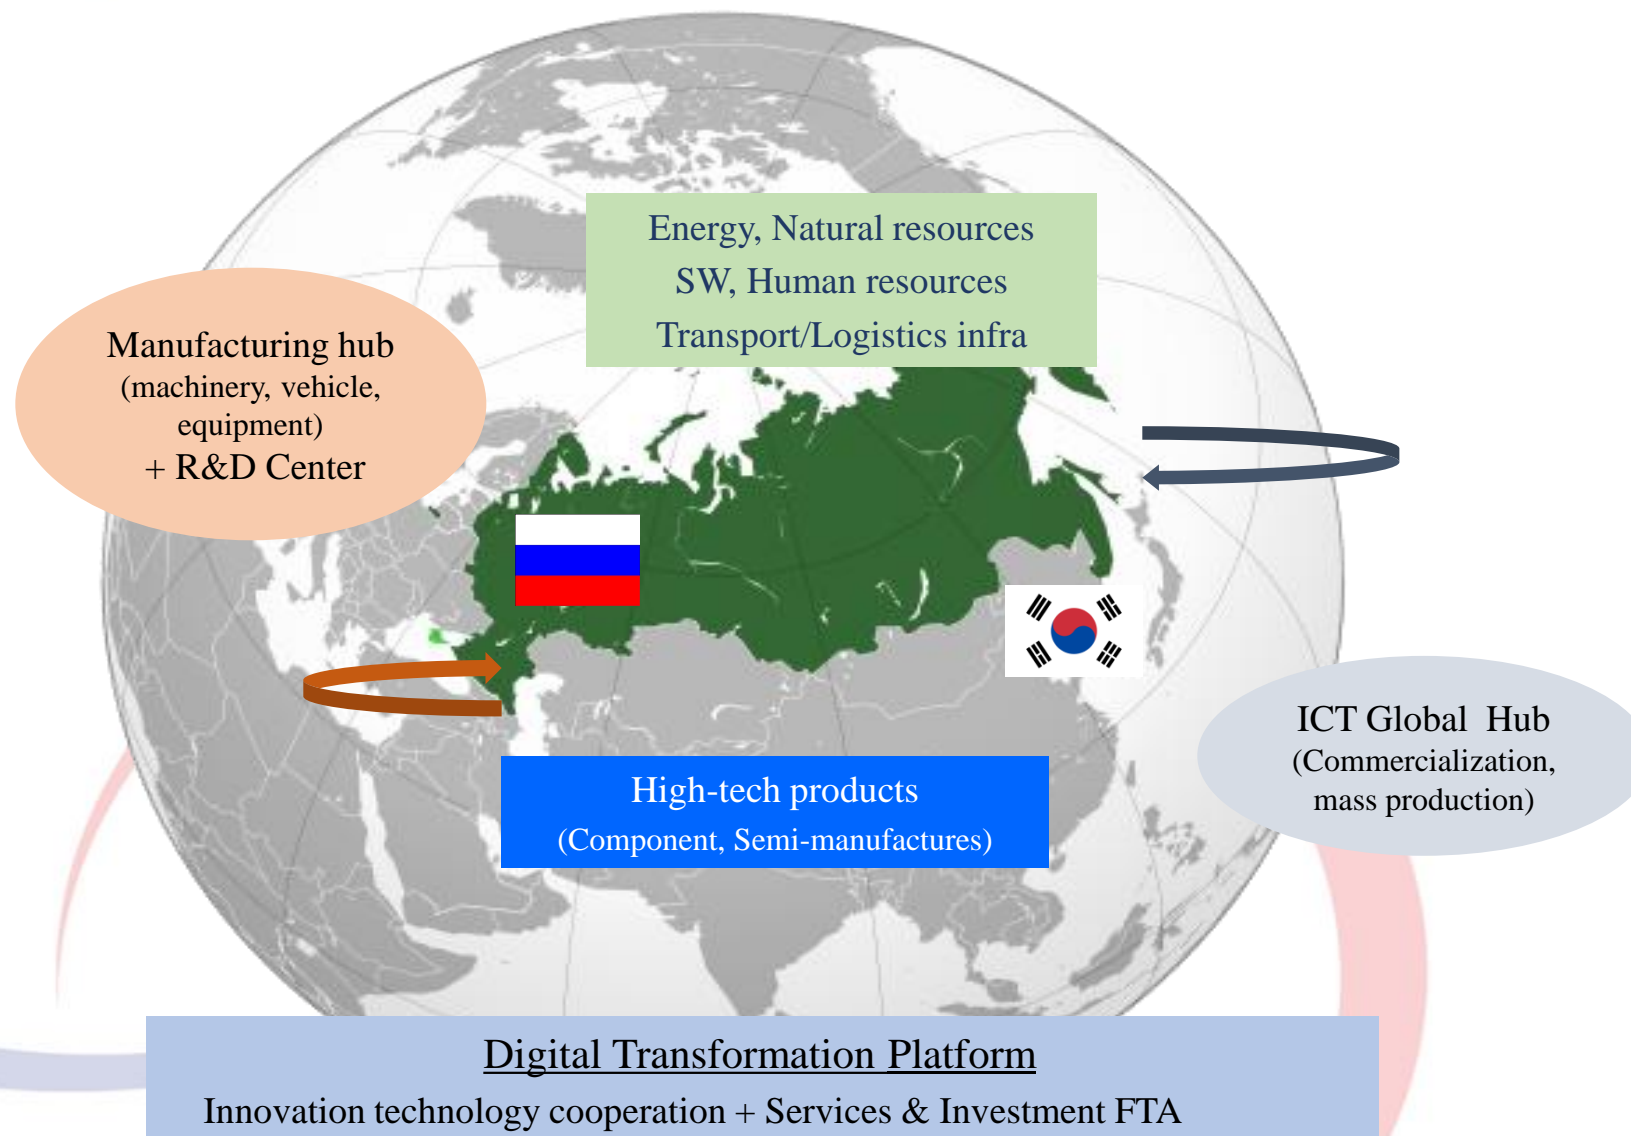 Energy, Natural resources
SW, Human resources
Transport/Logistics infra
Manufacturing hub
(machinery, vehicle,
equipment)
+ R&D Center
ICT Global Hub
(Commercialization,
mass production)
High-tech products
(Component, Semi-manufactures)
Digital Transformation Platform
Innovation technology cooperation + Services & Investment FTA